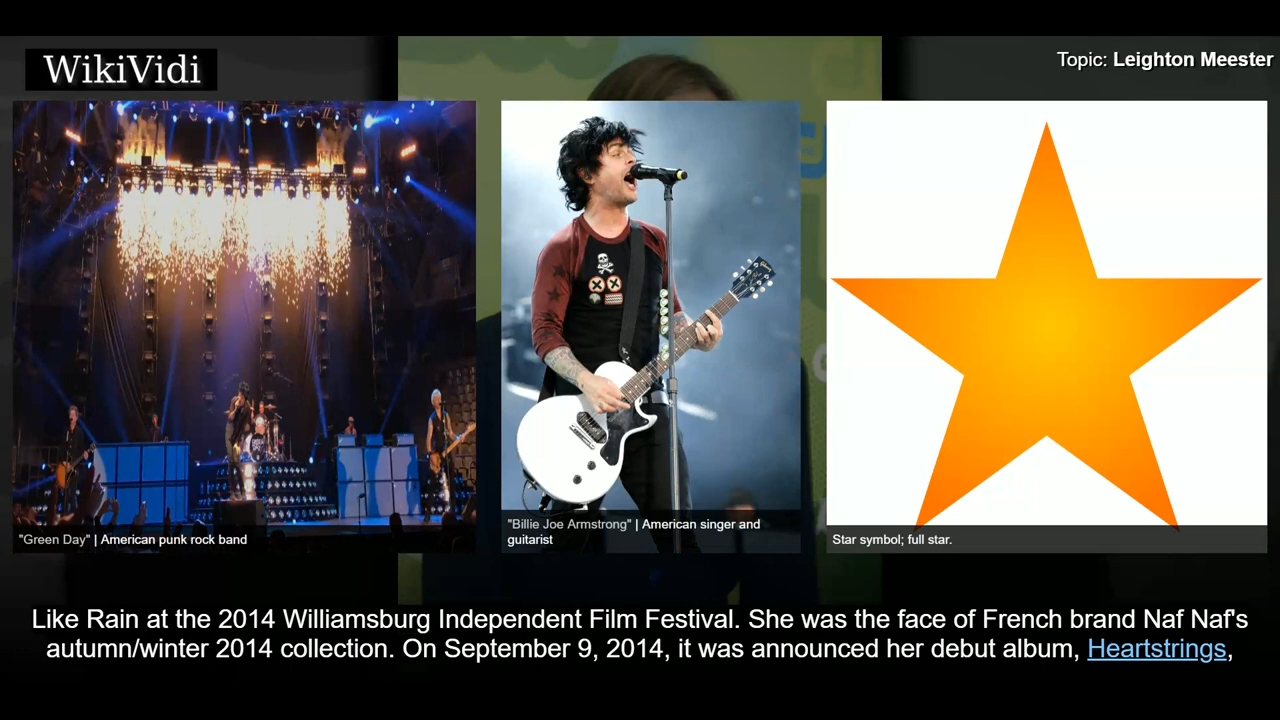 WikiVidi
Topic: Leighton Meester
"Green Day" | American punk rock band
"Billie Joe Armstrong" | American singer and
guitarist
Star symbol; full star.
Like Rain at the 2014 Williamsburg Independent Film Festival. She was the face of French brand Naf Naf's
autumn/winter 2014 collection. On September 9, 2014, it was announced her debut album, Heartstrings,